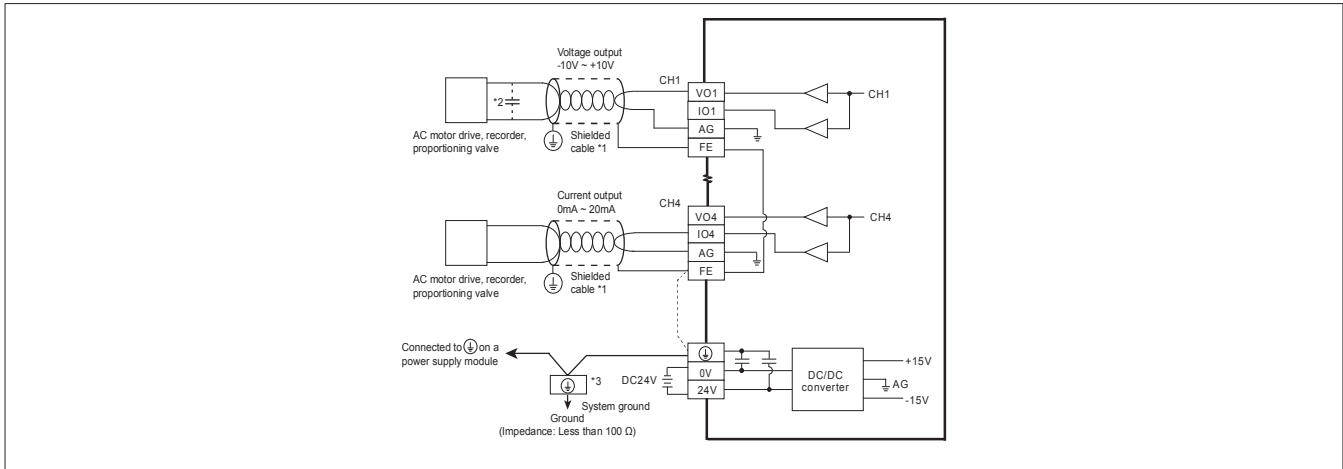 Voltage output
-10V ~ +10V
CH1
VO1
IO1
AG
FE
CH1
*2
AC motor drive, recorder,
proportioning valve
Shielded
cable *1
Current output
0mA ~ 20mA
CH4
VO4
IO4
AG
FE
CH4
AC motor drive, recorder,
proportioning valve
Shielded
cable *1
Connected to ⏚ on a
power supply module
*3
System ground
Ground
(Impedance: Less than 100 Ω)
DC24V
0V
24V
DC/DC
converter
+15V
AG
-15V